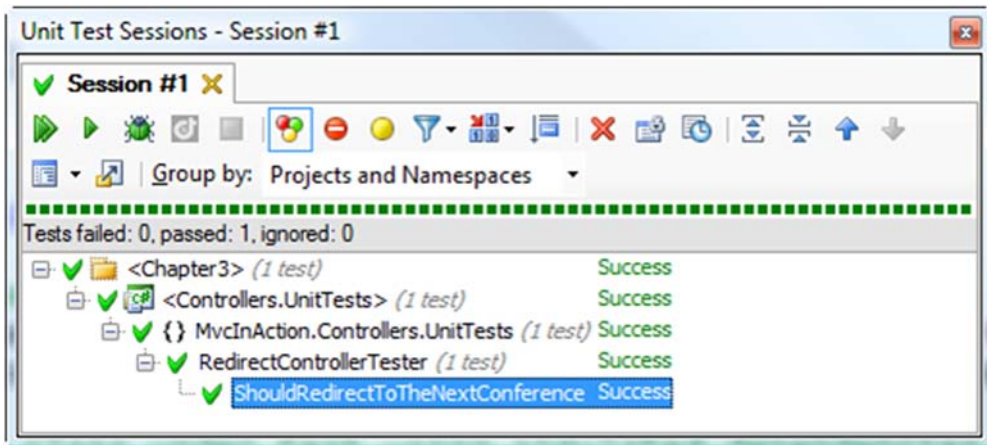 Unit Test Sessions - Session #1
Session #1
Group by: Projects and Namespaces
Tests failed: 0, passed: 1, ignored: 0
<Chapter3> (1 test) Success
<Controllers.UnitTests> (1 test) Success
{} MvcInAction.Controllers.UnitTests (1 test) Success
RedirectControllerTester (1 test) Success
ShouldRedirectToTheNextConference Success